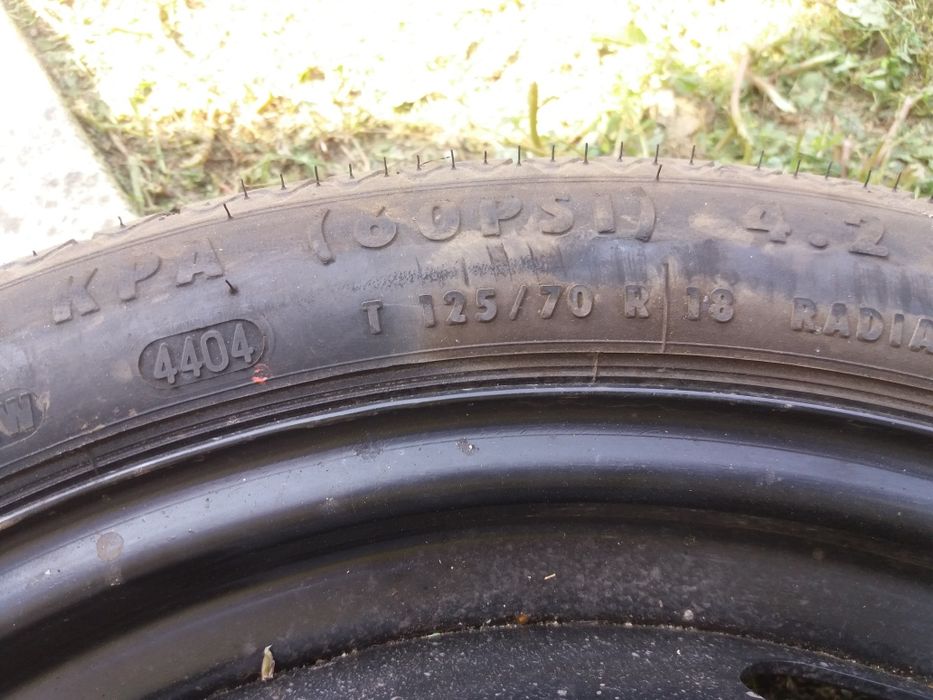 KPA (60PSI) 4.2
T 125/70 R 18 RADIA
4404
W